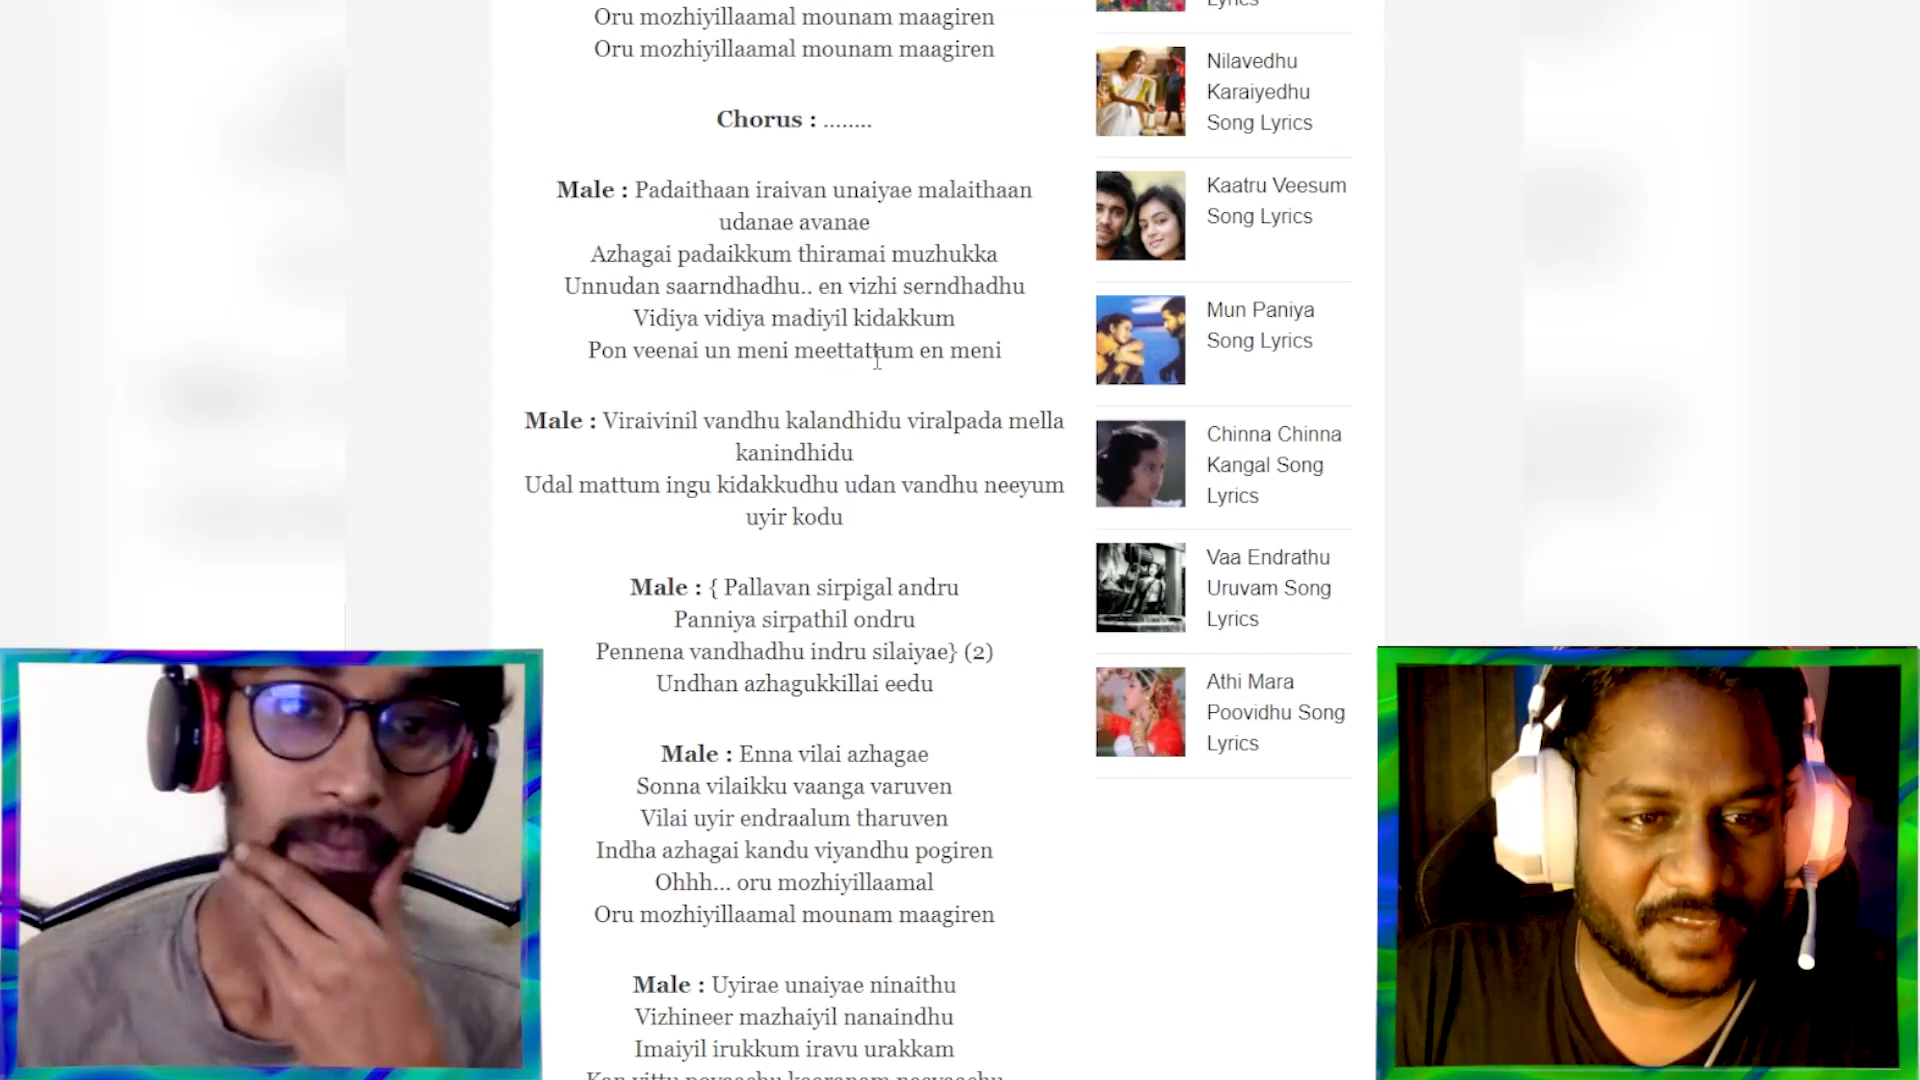 Oru mozhiyillaamal mounam maagiren
Oru mozhiyillaamal mounam maagiren
Chorus : ........
Male : Padaithaan iraivan unaiyae malaithaan
udanae avanae
Azhagai padaikkum thiramai muzhukka
Unnudan saarndhadhu.. en vizhi serndhadhu
Vidiya vidiya madiyil kidakkum
Pon veenai un meni meettattum en meni
Male : Viraivinil vandhu kalandhidu viralpada mella
kanindhidu
Udal mattum ingu kidakkudhu udan vandhu neeyum
uyir kodu
Male : { Pallavan sirpigal andru
Panniya sirpathil ondru
Pennena vandhadhu indru silaiyae} (2)
Undhan azhagukkillai eedu
Male : Enna vilai azhagae
Sonna vilaikku vaanga varuven
Vilai uyir endraalum tharuven
Indha azhagai kandu viyandhu pogiren
Ohhh... oru mozhiyillaamal
Oru mozhiyillaamal mounam maagiren
Male : Uyirae unaiyae ninaithu
Vizhineer mazhaiyil nanaindhu
Imaiyil irukkum iravu urakkam
Lyrics
Nilavedhu
Karaiyedhu
Song Lyrics
Kaatru Veesum
Song Lyrics
Mun Paniya
Song Lyrics
Chinna Chinna
Kangal Song
Lyrics
Vaa Endrathu
Uruvam Song
Lyrics
Athi Mara
Poovidhu Song
Lyrics